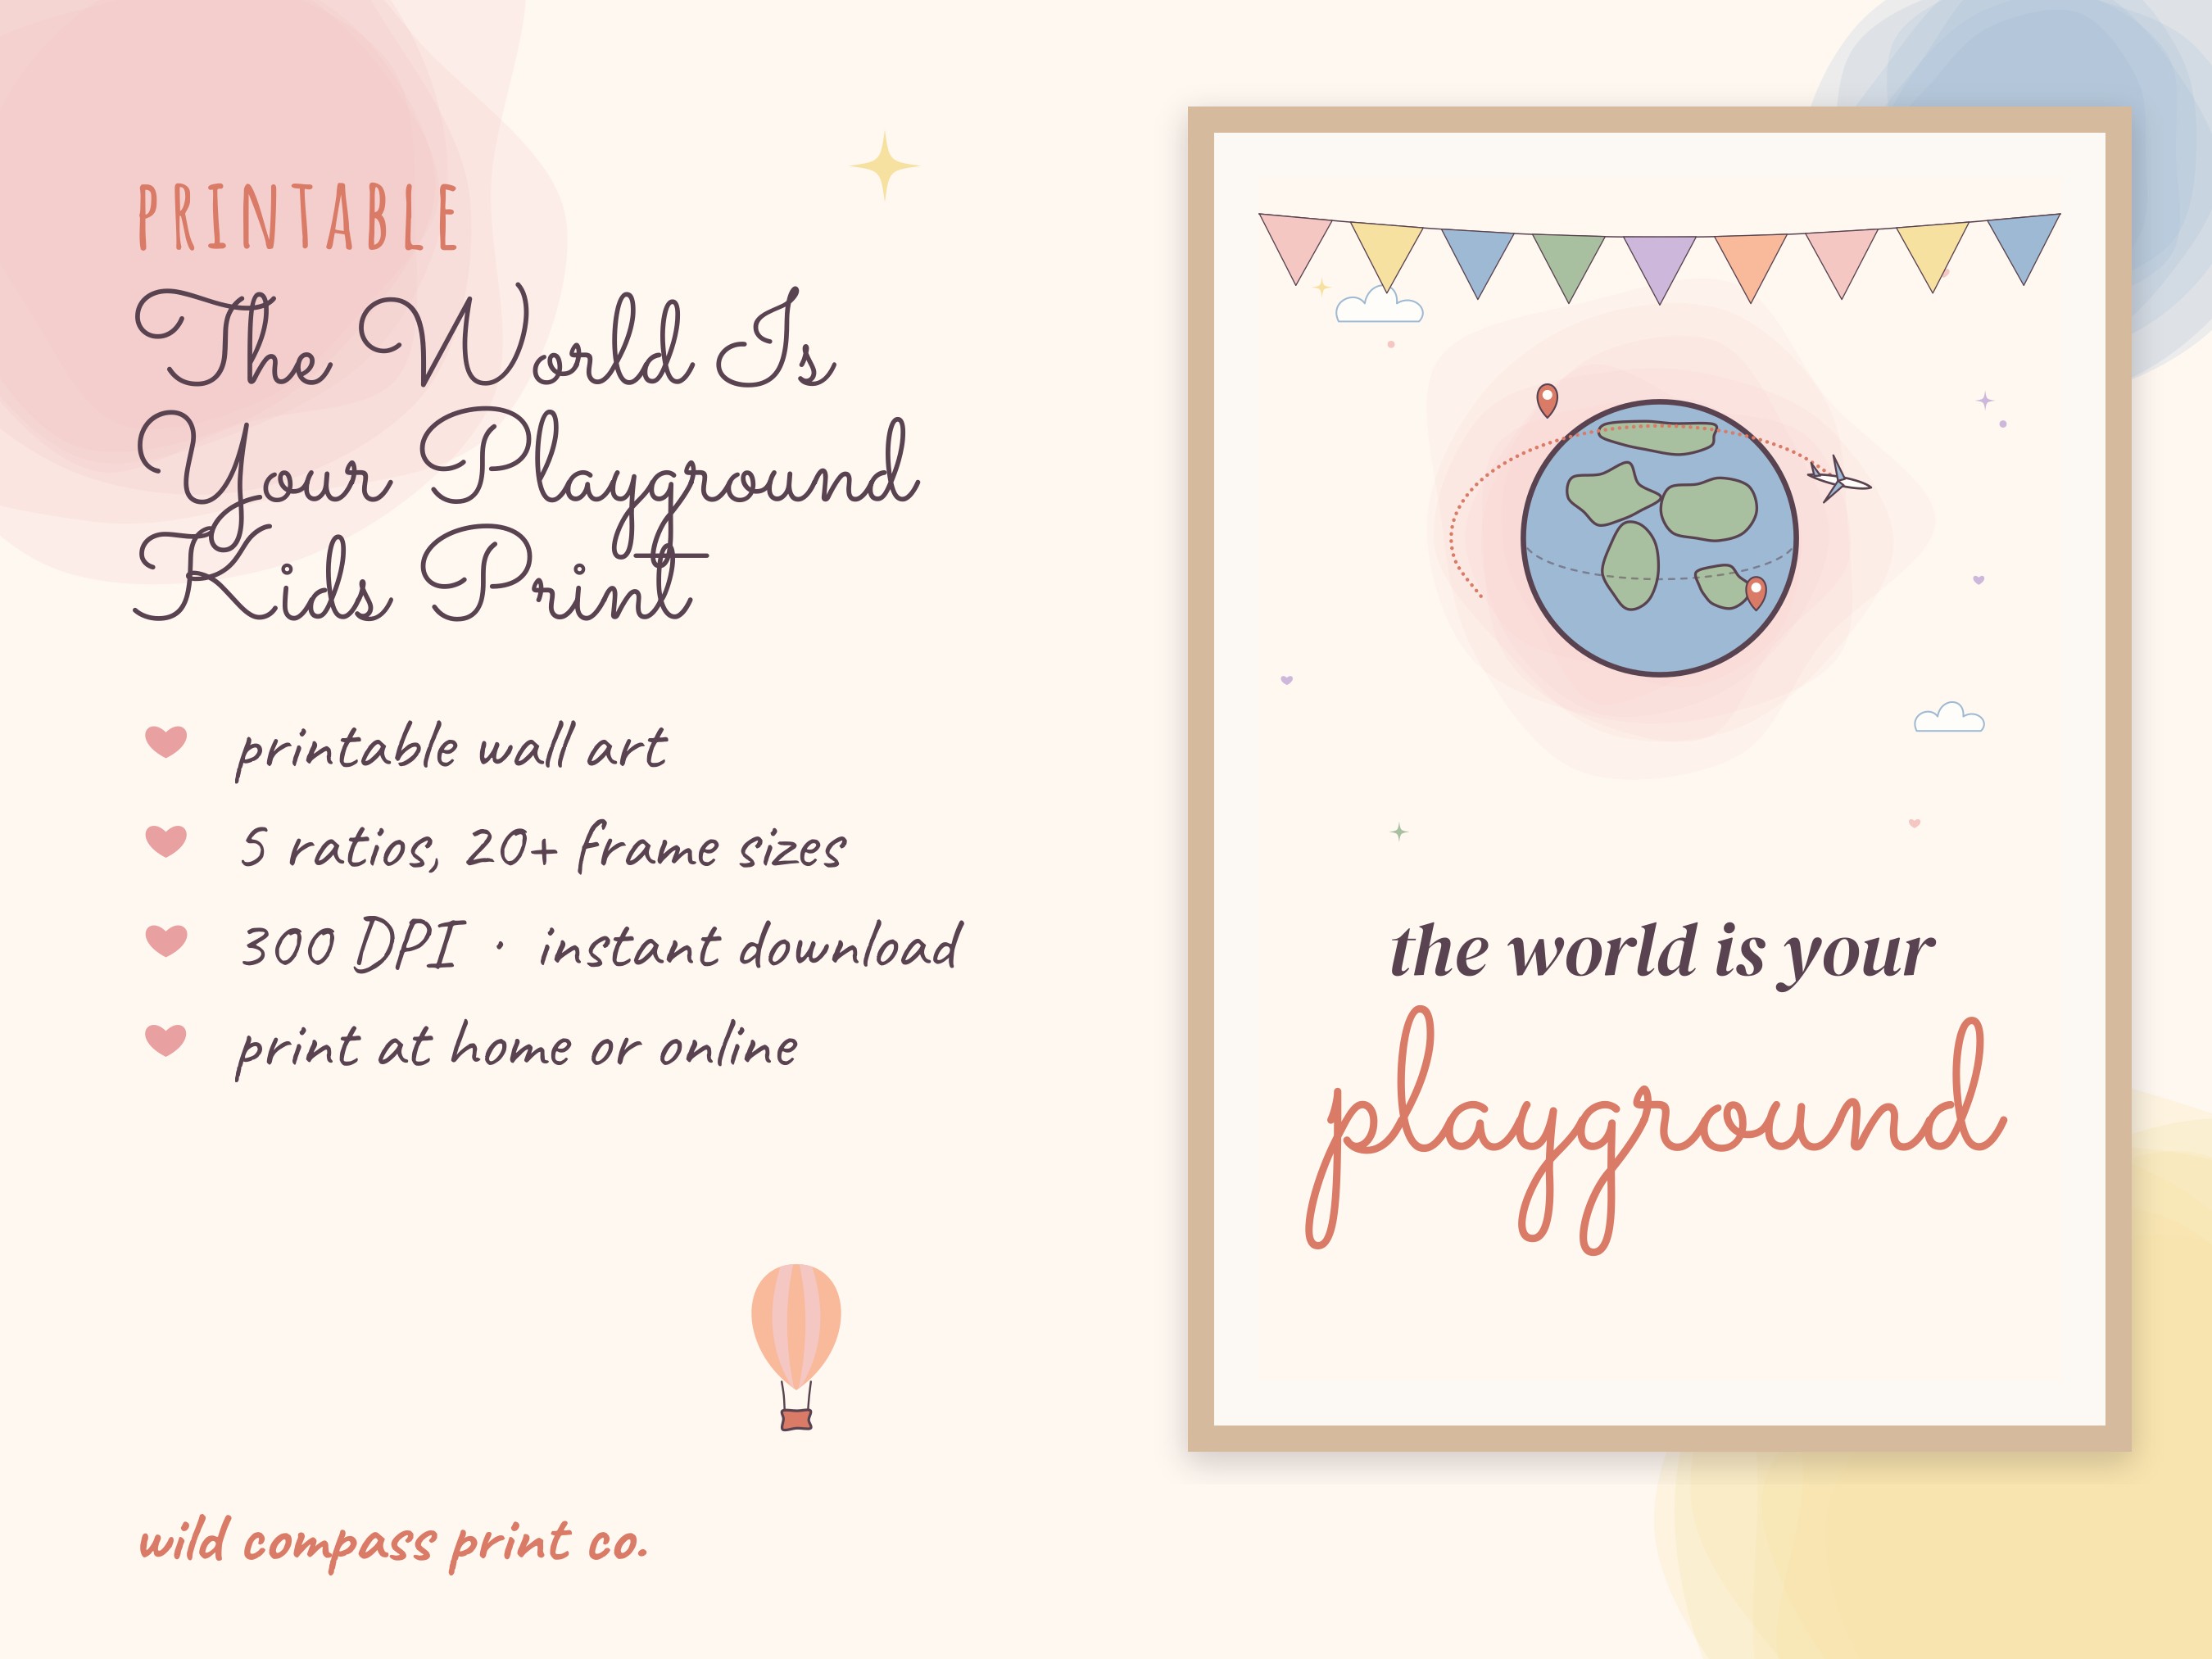 PRINTABLE
The World Is
Your Playground
Kids Print
printable wall art
5 ratios, 20+ frame sizes
300 DPI · instant download
print at home or online
wild compass print co.
the world is your
playground